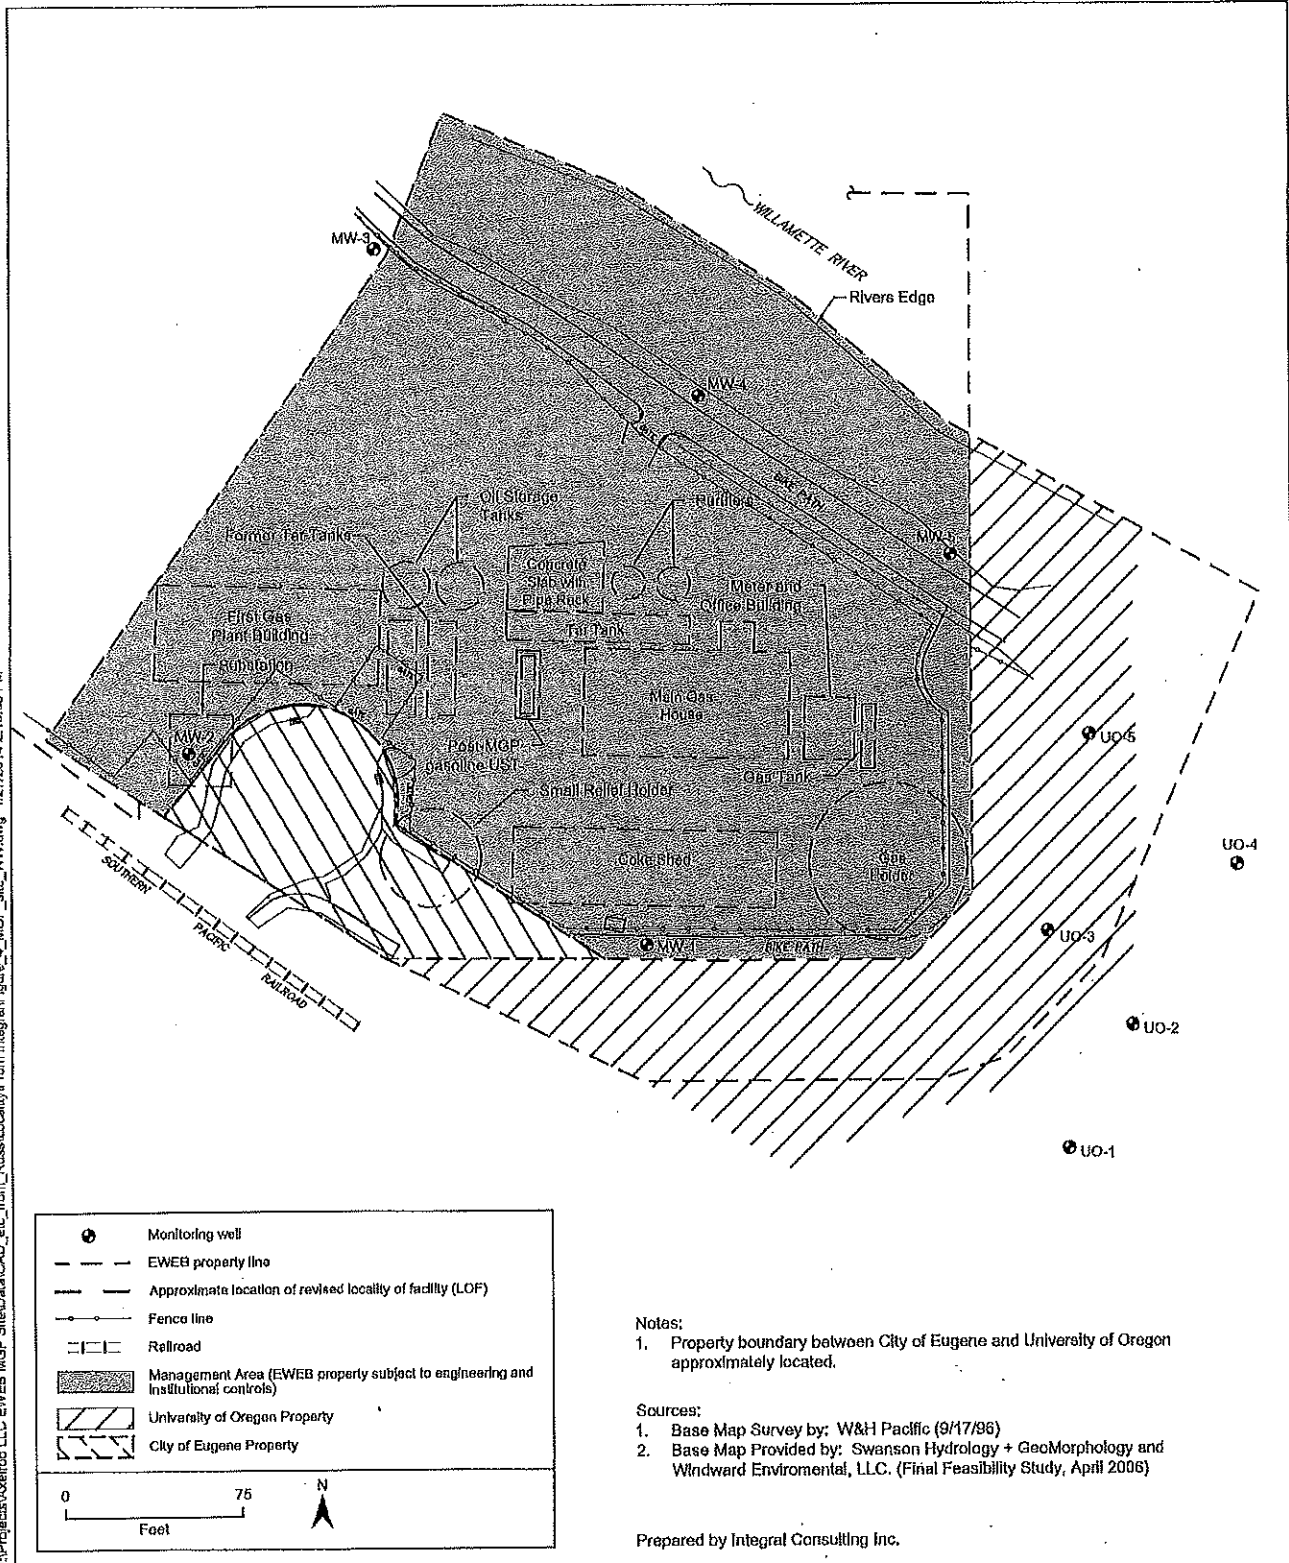 WILLAMETTE RIVER
Rivers Edge
MW-3
MW-4
BIKE PATH
Oil Storage
Tanks
Purifiers
Former Tar Tanks
Concrete
Slab with
Pipe Rack
Meter and
Office Building
First Gas
Plant Building
Tar Tank
Substation
Main Gas
House
MW-2
Post-MGP
gasoline UST
Gas Tank
Small Relief Holder
Coke Shed
Gas
Holder
MW-1
BIKE PATH
UO-5
UO-4
UO-3
UO-2
UO-1
SOUTHERN
PACIFIC
RAILROAD
Monitoring well
EWEB property line
Approximate location of revised locality of facility (LOF)
Fence line
Railroad
Management Area (EWEB property subject to engineering and
institutional controls)
University of Oregon Property
City of Eugene Property
0 75
Feet
N
Notes:
1. Property boundary between City of Eugene and University of Oregon
approximately located.
Sources:
1. Base Map Survey by: W&H Pacific (9/17/96)
2. Base Map Provided by: Swanson Hydrology + GeoMorphology and
Windward Enviromental, LLC. (Final Feasibility Study, April 2006)
Prepared by Integral Consulting Inc.